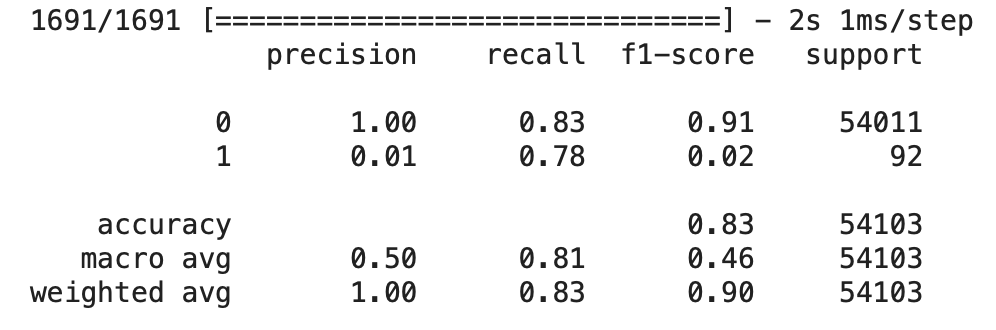 1691/1691 [==============================] - 2s 1ms/step
precision recall f1-score support
0 1.00 0.83 0.91 54011
1 0.01 0.78 0.02 92
accuracy 0.83 54103
macro avg 0.50 0.81 0.46 54103
weighted avg 1.00 0.83 0.90 54103